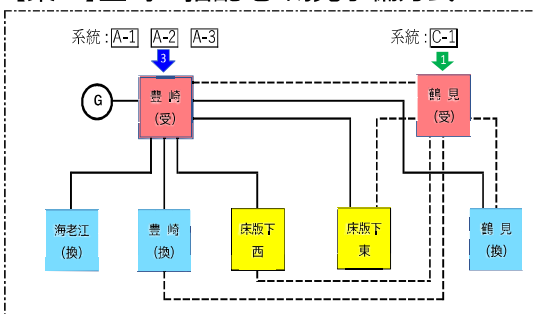 系統：A-1 A-2 A-3
系統：C-1
3
1
G
豊 崎
(受)
鶴 見
(受)
海老江
(換)
豊 崎
(換)
床版下
西
床版下
東
鶴 見
(換)